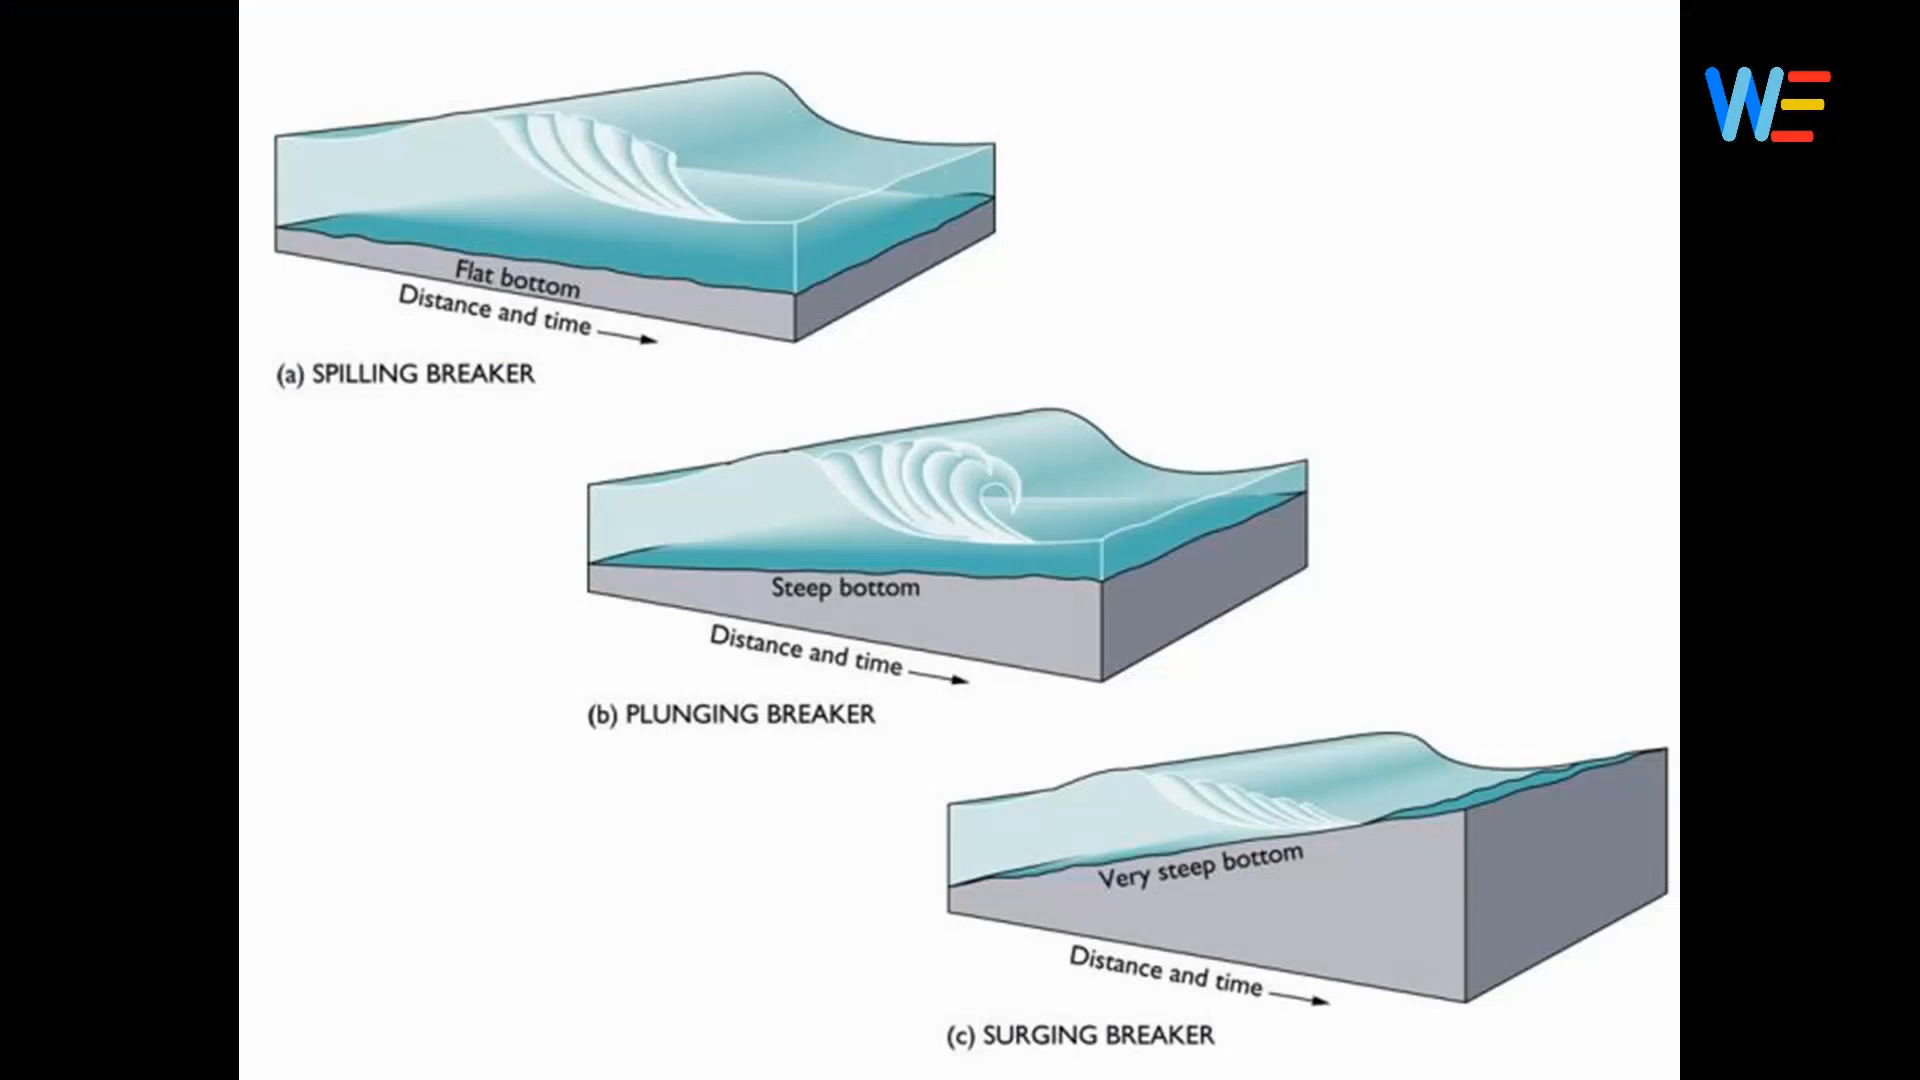 WE
Flat bottom
Distance and time
(a) SPILLING BREAKER
Steep bottom
Distance and time
(b) PLUNGING BREAKER
Very steep bottom
Distance and time
(c) SURGING BREAKER